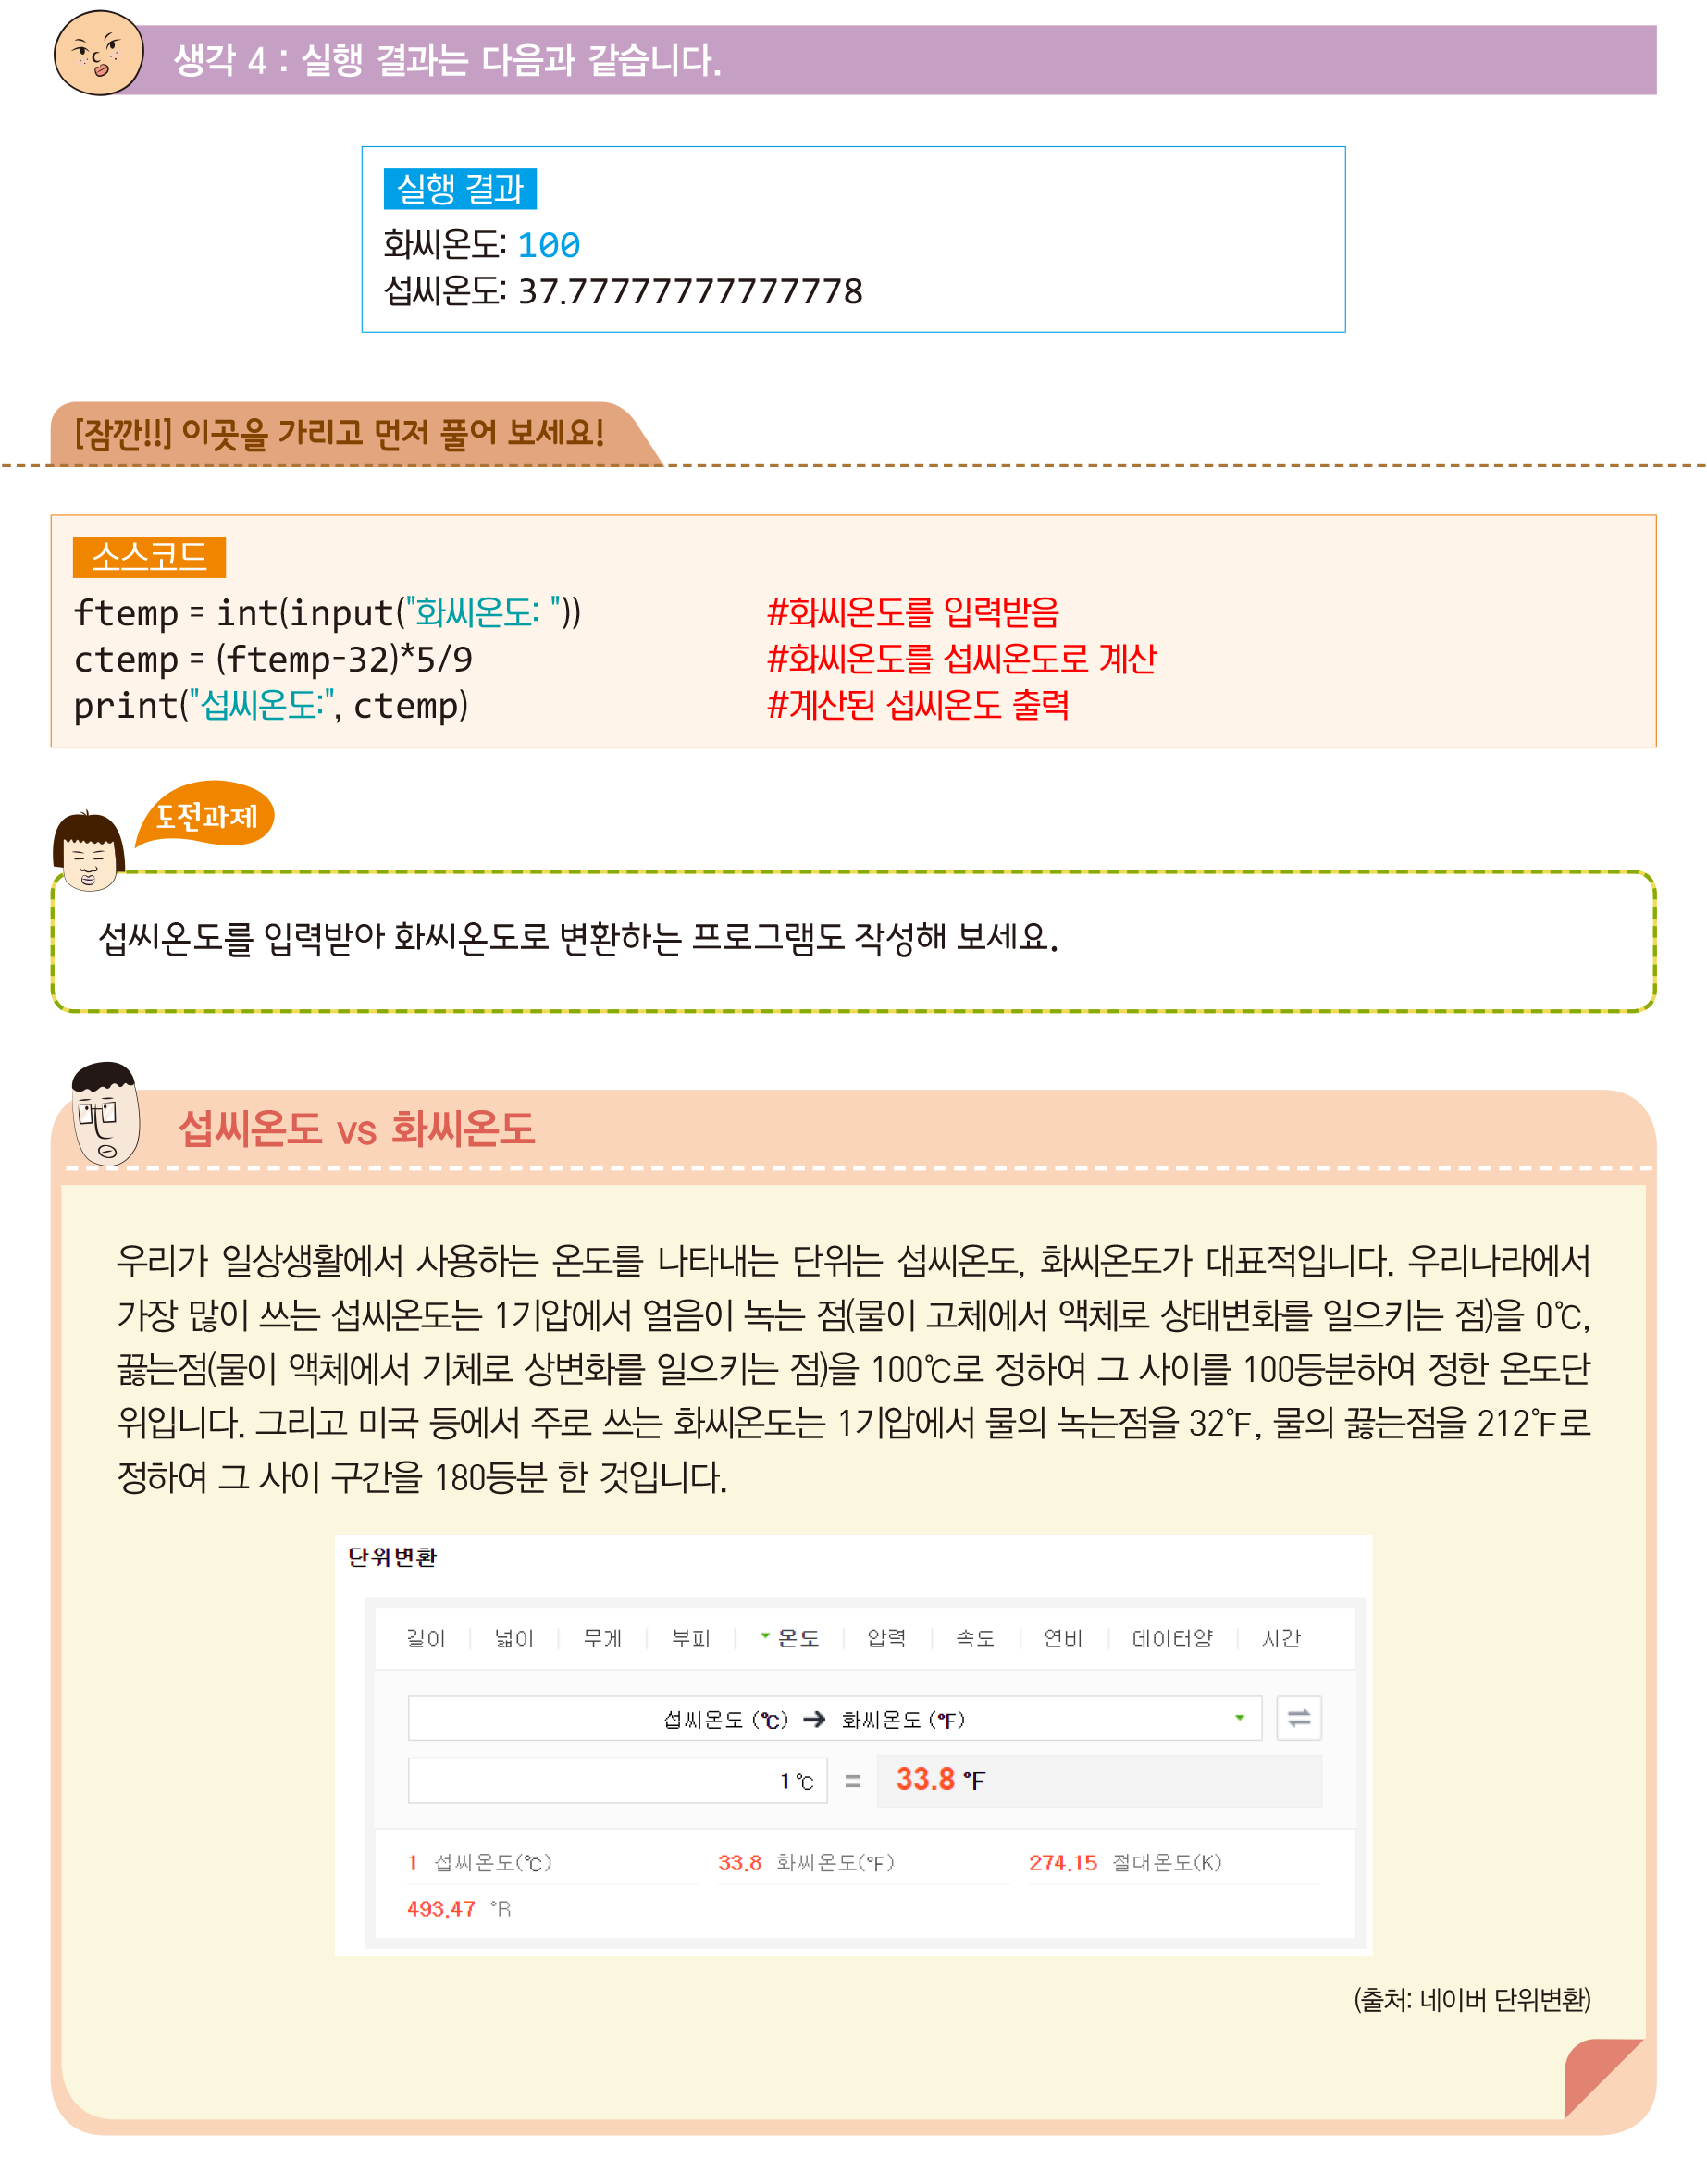 생각 4 : 실행 결과는 다음과 같습니다.
실행 결과
화씨온도: 100
섭씨온도: 37.77777777777778
[잠깐!!] 이곳을 가리고 먼저 풀어 보세요!
소스코드
ftemp = int(input("화씨온도: ")) #화씨온도를 입력받음
ctemp = (ftemp-32)*5/9 #화씨온도를 섭씨온도로 계산
print("섭씨온도:", ctemp) #계산된 섭씨온도 출력
도전과제
섭씨온도를 입력받아 화씨온도로 변환하는 프로그램도 작성해 보세요.
섭씨온도 vs 화씨온도
우리가 일상생활에서 사용하는 온도를 나타내는 단위는 섭씨온도, 화씨온도가 대표적입니다. 우리나라에서
가장 많이 쓰는 섭씨온도는 1기압에서 얼음이 녹는 점(물이 고체에서 액체로 상태변화를 일으키는 점)을 0℃,
끓는점(물이 액체에서 기체로 상변화를 일으키는 점)을 100℃로 정하여 그 사이를 100등분하여 정한 온도단
위입니다. 그리고 미국 등에서 주로 쓰는 화씨온도는 1기압에서 물의 녹는점을 32℉, 물의 끓는점을 212℉로
정하여 그 사이 구간을 180등분 한 것입니다.
단위변환
길이 넓이 무게 부피 온도 압력 속도 연비 데이터양 시간
섭씨온도 (℃) → 화씨온도 (℉)
1 ℃ = 33.8 ℉
1 섭씨온도(℃) 33.8 화씨온도(℉) 274.15 절대온도(K)
493.47 °R
(출처: 네이버 단위변환)